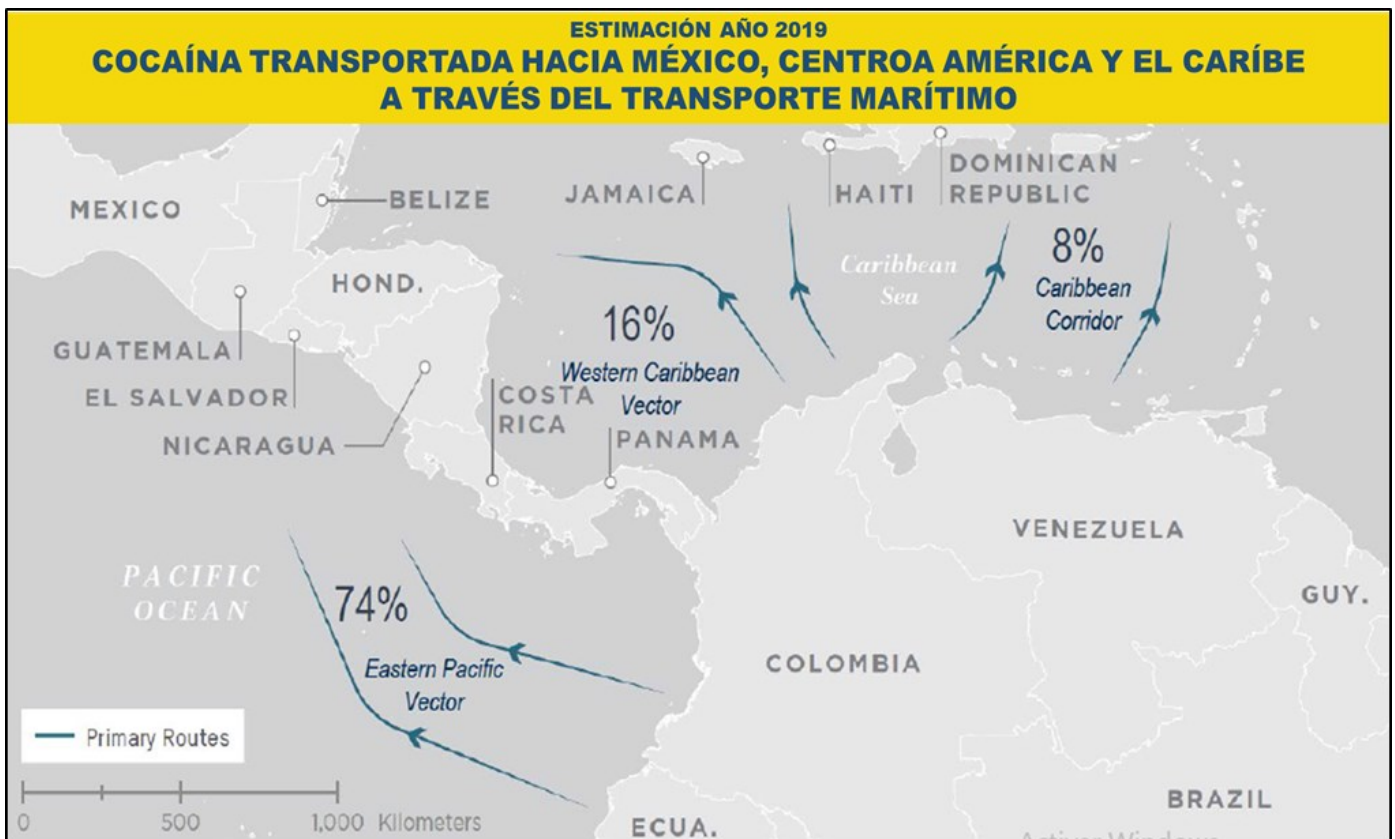 ESTIMACIÓN AÑO 2019
COCAÍNA TRANSPORTADA HACIA MÉXICO, CENTROA AMÉRICA Y EL CARÍBE
A TRAVÉS DEL TRANSPORTE MARÍTIMO
MEXICO
BELIZE
JAMAICA
HAITI
DOMINICAN
REPUBLIC
HOND.
Caribbean
Sea
8%
Caribbean
Corridor
16%
Western Caribbean
Vector
GUATEMALA
EL SALVADOR
NICARAGUA
COSTA
RICA
PANAMA
VENEZUELA
GUY.
PACIFIC
OCEAN
74%
Eastern Pacific
Vector
COLOMBIA
Primary Routes
0 500 1,000 Kilometers
ECUA.
BRAZIL
Activer Windows